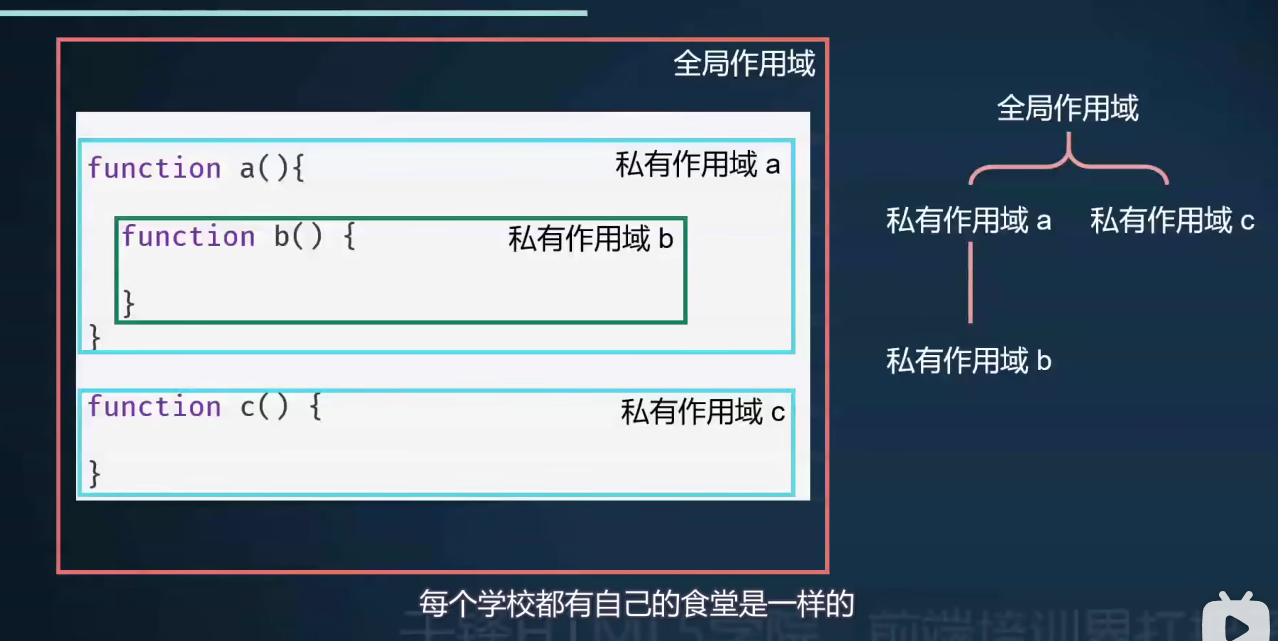 全局作用域
function a(){
私有作用域 a
function b() {
私有作用域 b
}
}
function c() {
私有作用域 c
}
全局作用域
私有作用域 a
私有作用域 c
私有作用域 b
每个学校都有自己的食堂是一样的